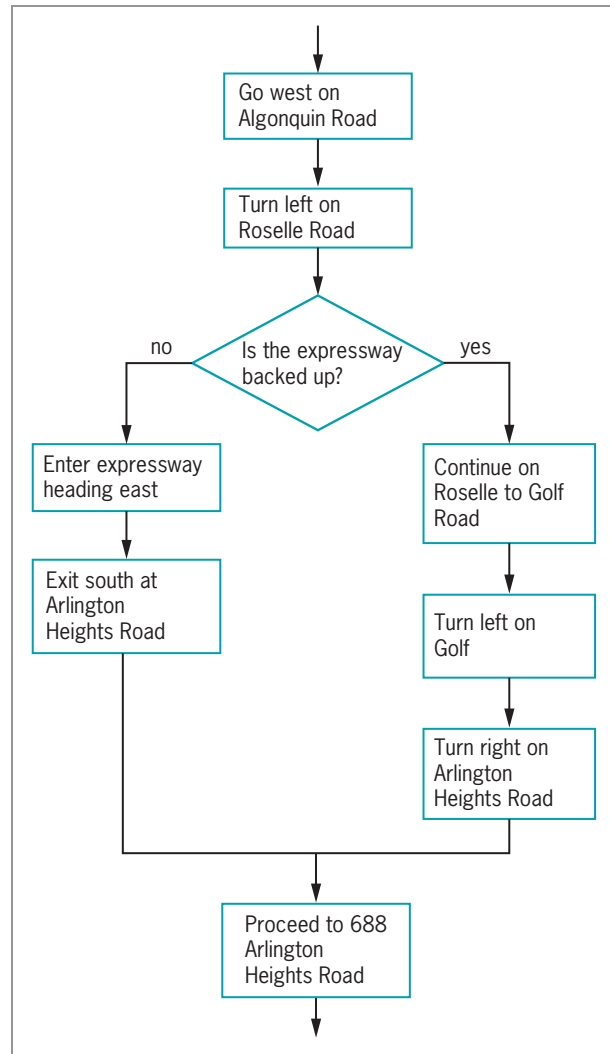 Go west on
Algonquin Road
Turn left on
Roselle Road
Is the expressway
backed up?
no
yes
Enter expressway
heading east
Exit south at
Arlington
Heights Road
Continue on
Roselle to Golf
Road
Turn left on
Golf
Turn right on
Arlington
Heights Road
Proceed to 688
Arlington
Heights Road